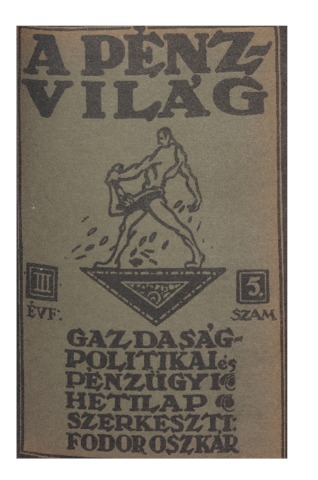 A PÉNZ-
VILÁG
III
ÉVF.
5.
SZÁM
GAZDASÁG-
POLITIKAI és
PÉNZÜGYI
HETILAP
SZERKESZTI:
FODOR OSZKÁR